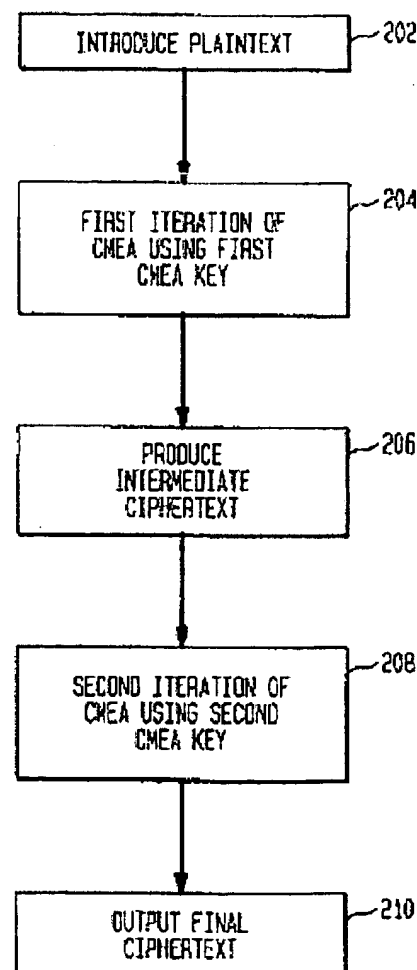 INTRODUCE PLAINTEXT
202
FIRST ITERATION OF
CMEA USING FIRST
CMEA KEY
204
PRODUCE
INTERMEDIATE
CIPHERTEXT
206
SECOND ITERATION OF
CMEA USING SECOND
CMEA KEY
208
OUTPUT FINAL
CIPHERTEXT
210